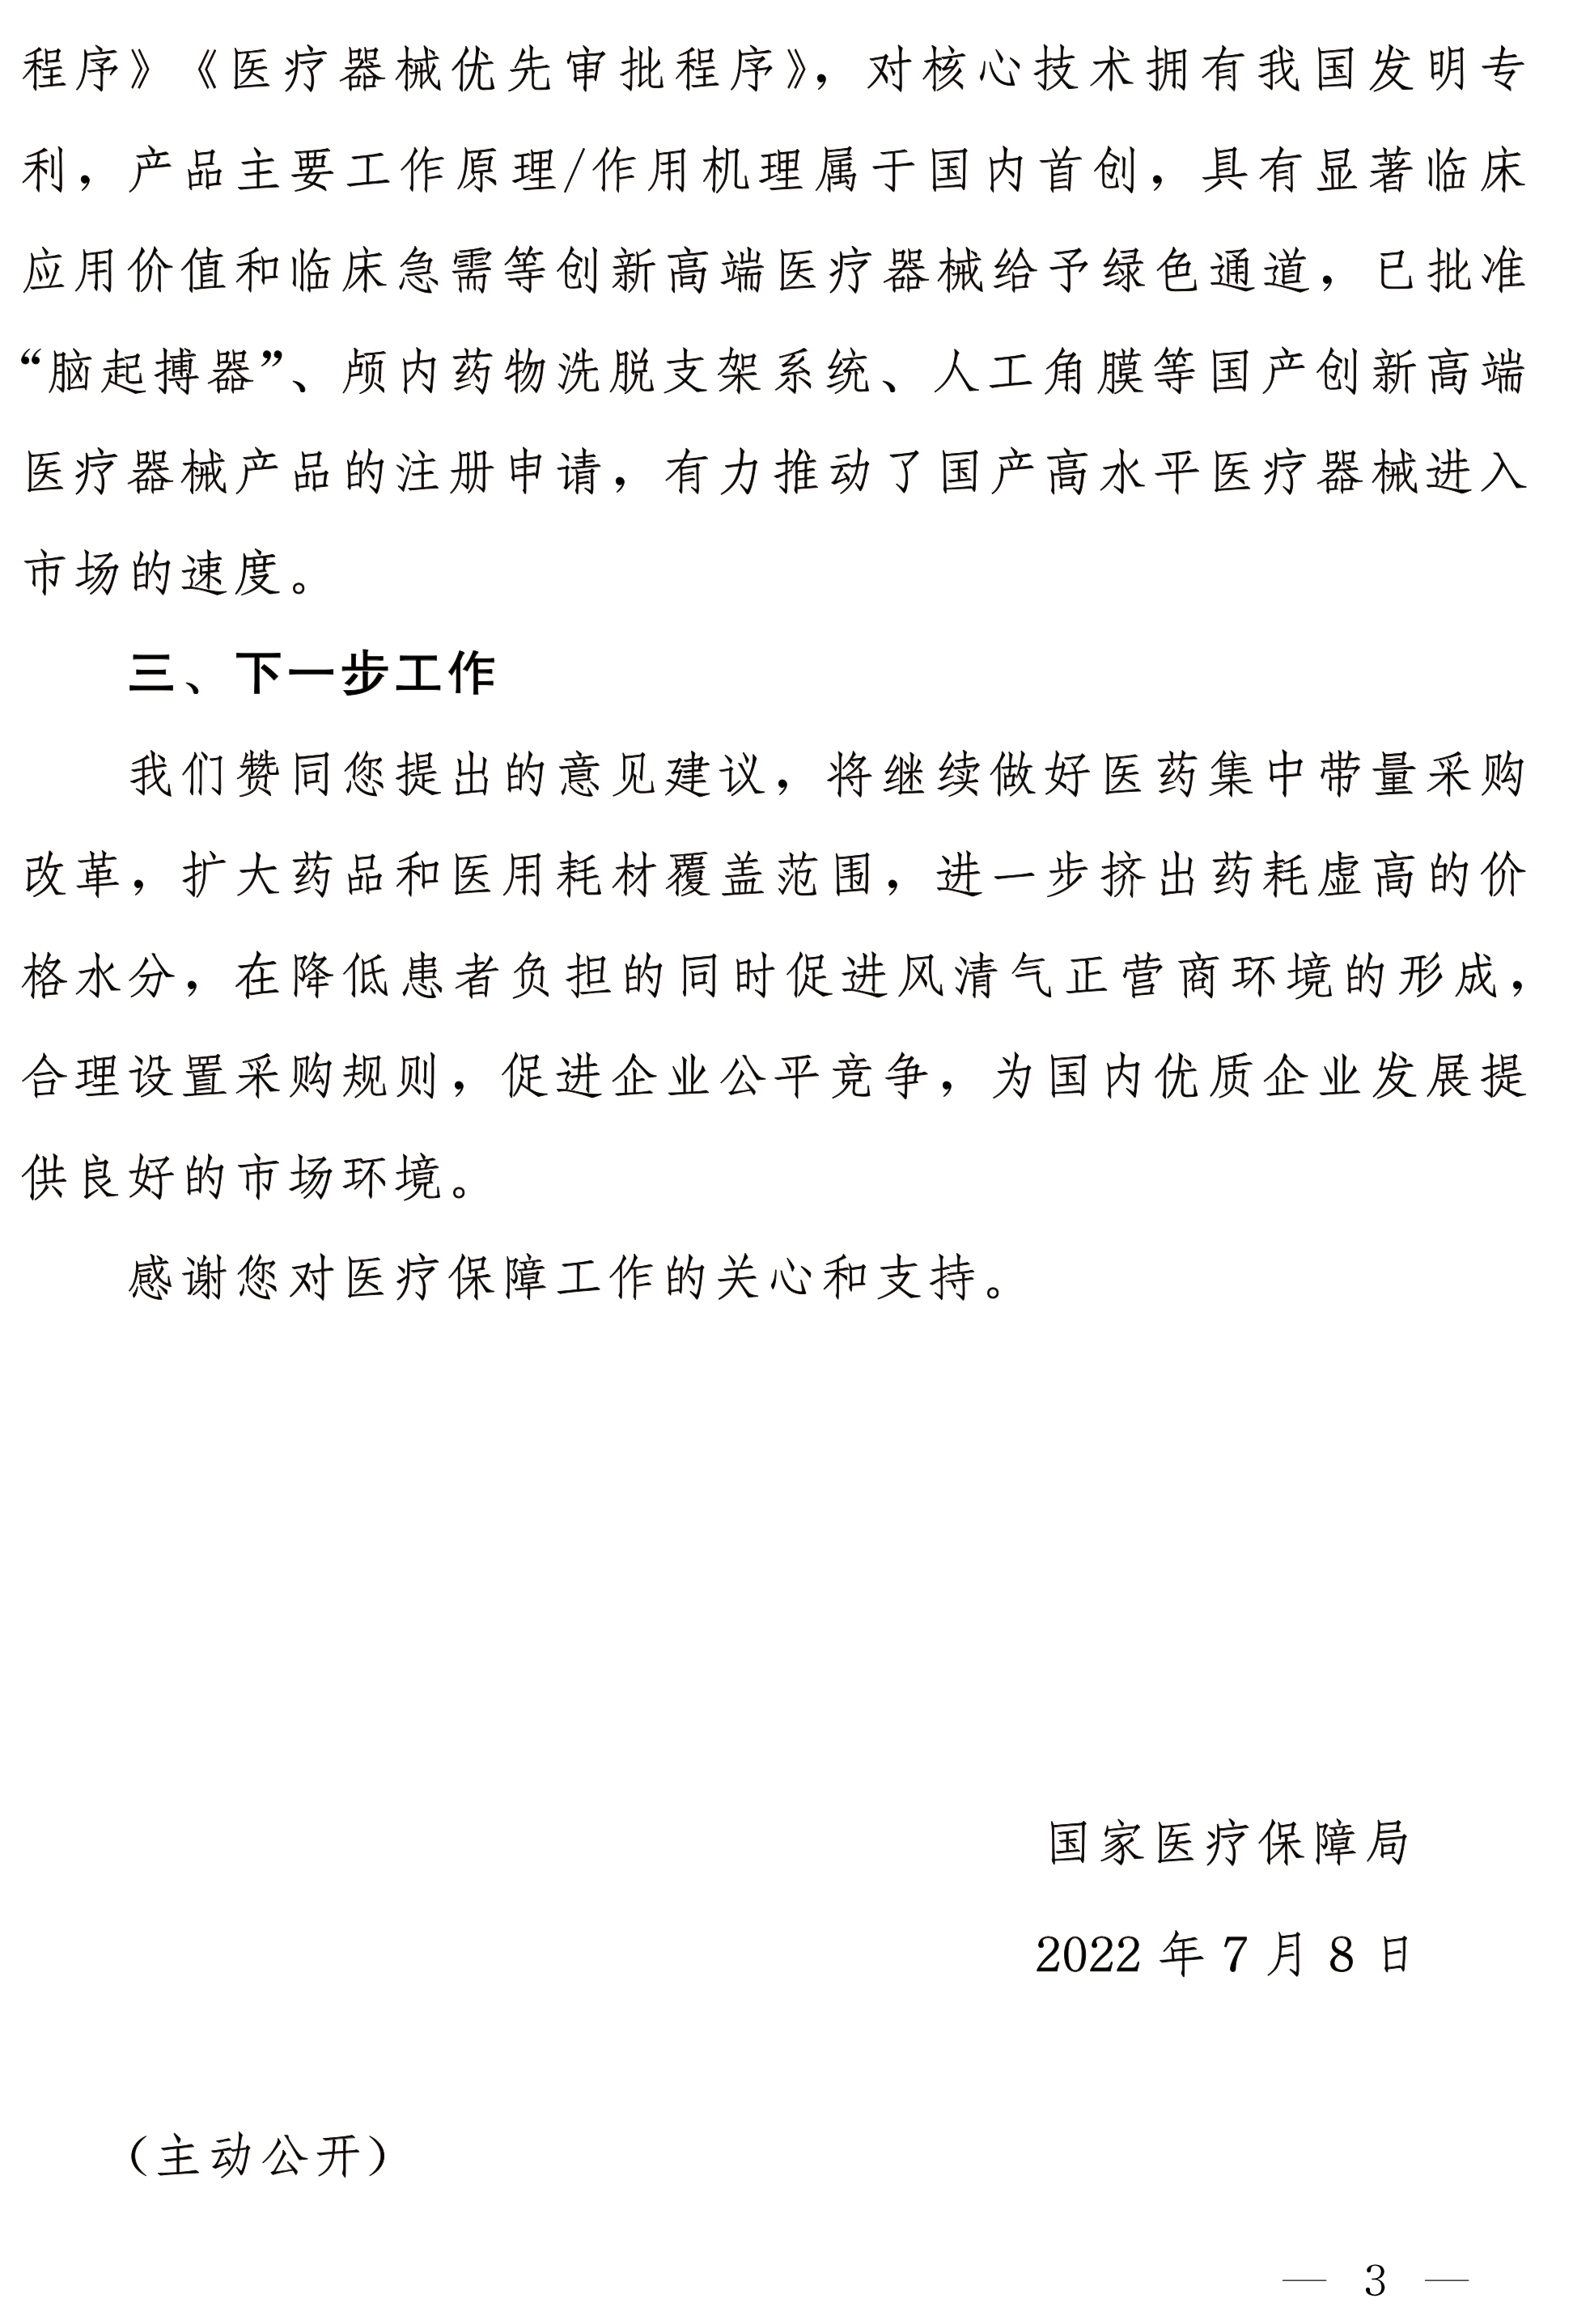 程序》《医疗器械优先审批程序》，对核心技术拥有我国发明专
利，产品主要工作原理/作用机理属于国内首创，具有显著临床
应用价值和临床急需等创新高端医疗器械给予绿色通道，已批准
“脑起搏器”、颅内药物洗脱支架系统、人工角膜等国产创新高端
医疗器械产品的注册申请，有力推动了国产高水平医疗器械进入
市场的速度。
三、下一步工作
我们赞同您提出的意见建议，将继续做好医药集中带量采购
改革，扩大药品和医用耗材覆盖范围，进一步挤出药耗虚高的价
格水分，在降低患者负担的同时促进风清气正营商环境的形成，
合理设置采购规则，促进企业公平竞争，为国内优质企业发展提
供良好的市场环境。
感谢您对医疗保障工作的关心和支持。
国家医疗保障局
2022 年 7 月 8 日
（主动公开）
— 3 —